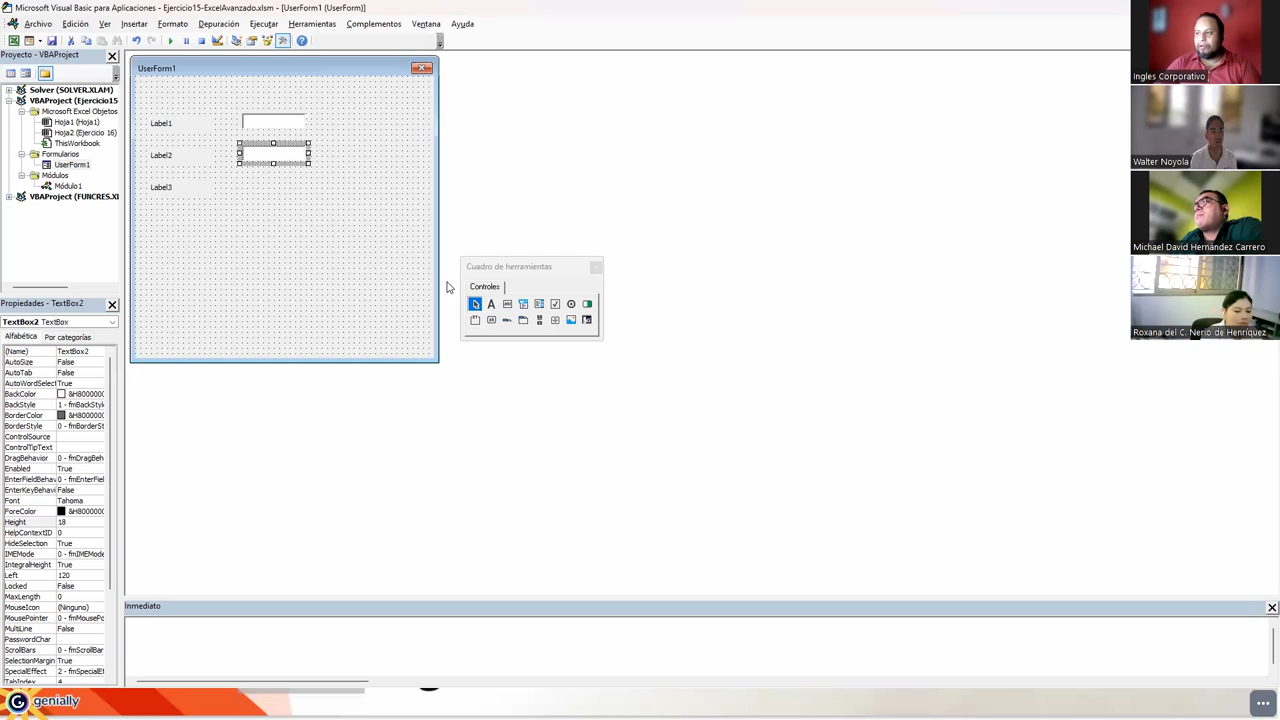 Microsoft Visual Basic para Aplicaciones - Ejercicio15-ExcelAvanzado.xlsm - [UserForm1 (UserForm)]
Archivo Edición Ver Insertar Formato Depuración Ejecutar Herramientas Complementos Ventana Ayuda
Proyecto - VBAProject
Solver (SOLVER.XLAM)
VBAProject (Ejercicio15
Microsoft Excel Objetos
Hoja1 (Hoja1)
Hoja2 (Ejercicio 16)
ThisWorkbook
Formularios
UserForm1
Módulos
Módulo1
VBAProject (FUNCRES.XL
Propiedades - TextBox2
TextBox2 TextBox
Alfabética Por categorías
(Name) TextBox2
AutoSize False
AutoTab False
AutoWordSelect True
BackColor &H8000000
BackStyle 1 - fmBackStyle
BorderColor &H8000000
BorderStyle 0 - fmBorderSt
ControlSource
ControlTipText
DragBehavior 0 - fmDragBeh
Enabled True
EnterFieldBehav 0 - fmEnterFiel
EnterKeyBehavi False
Font Tahoma
ForeColor &H8000000
Height 18
HelpContextID 0
HideSelection True
IMEMode 0 - fmIMEMode
IntegralHeight True
Left 120
Locked False
MaxLength 0
MouseIcon (Ninguno)
MousePointer 0 - fmMousePo
MultiLine False
PasswordChar
ScrollBars 0 - fmScrollBar
SelectionMargin True
SpecialEffect 2 - fmSpecialEf
TabIndex 4
UserForm1
Label1
Label2
Label3
Cuadro de herramientas
Controles
Inmediato
Ingles Corporativo
Walter Noyola
Michael David Hernández Carrero
Roxana del C. Nerio de Henríquez
genially